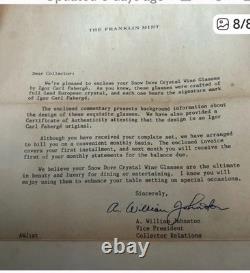 Updated 6 days ago
8/8
THE FRANKLIN MINT
Dear Collector:
We're pleased to enclose your Snow Dove Crystal Wine Glasses
by Igor Carl Fabergé. As you know, these glasses were crafted of
full lead European crystal, and each one bears the signature mark
of Igor Carl Fabergé.
The enclosed commentary presents background information about
the design of these exquisite glasses. We have also provided a
Certificate of Authenticity attesting that the design is an Igor
Carl Fabergé original.
Although you have received your complete set, we have arranged
to bill you on a convenient monthly basis. The enclosed invoice
covers your first installment, and next month you will receive the
first of your monthly statements for the balance due.
We believe your Snow Dove Crystal Wine Glasses are the ultimate
in beauty and luxury for dining or entertaining. I know you will
enjoy using them to enhance your table setting on special occasions.
Sincerely,
A. William Johnston
A. William Johnston
Vice President
Collector Relations